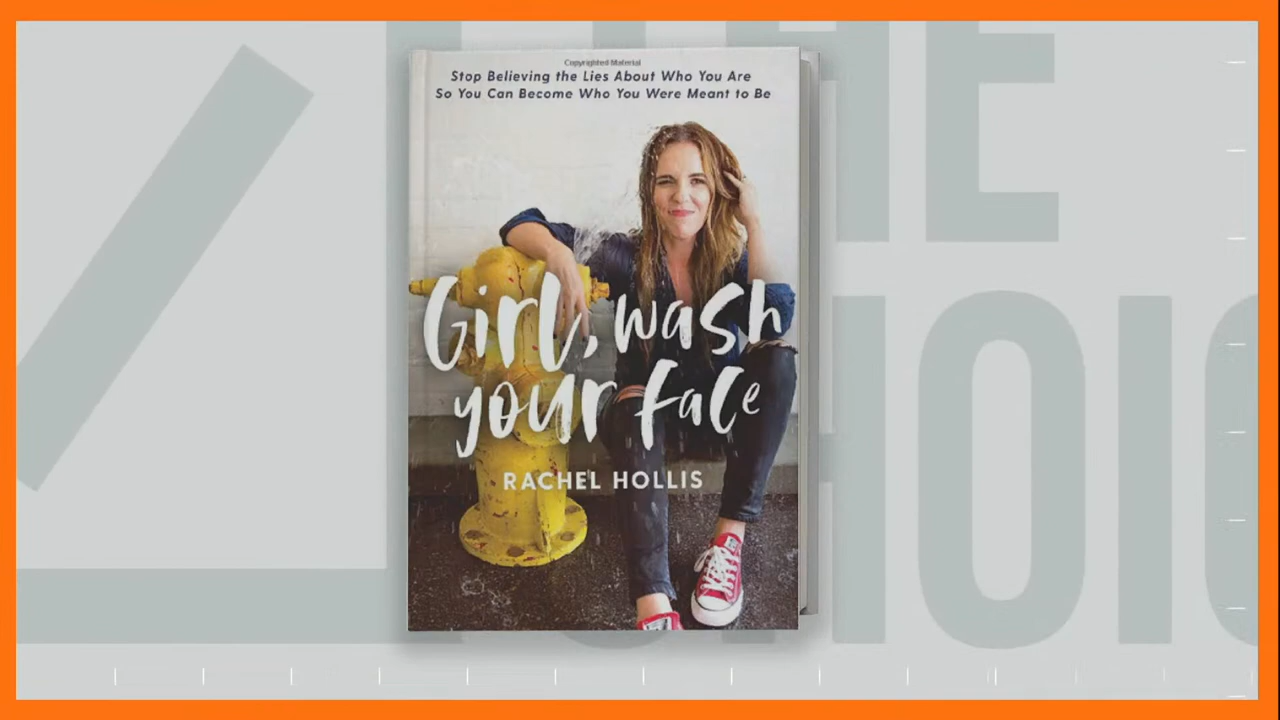 Copyrighted Material
Stop Believing the Lies About Who You Are
So You Can Become Who You Were Meant to Be
Girl, wash
your face
RACHEL HOLLIS